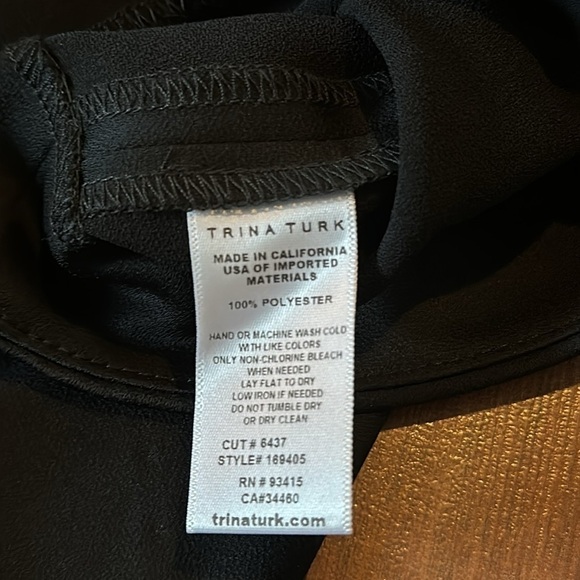 TRINA TURK
MADE IN CALIFORNIA
USA OF IMPORTED
MATERIALS
100% POLYESTER
HAND OR MACHINE WASH COLD
WITH LIKE COLORS
ONLY NON-CHLORINE BLEACH
WHEN NEEDED
LAY FLAT TO DRY
LOW IRON IF NEEDED
DO NOT TUMBLE DRY
OR DRY CLEAN
CUT# 6437
STYLE# 169405
RN # 93415
CA#34460
trinaturk.com